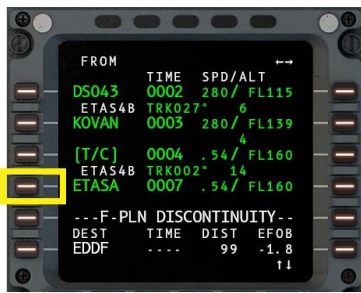 FROM ←→
TIME SPD/ALT
DS043 0002 280/ FL115
ETAS4B TRK027° 6
KOVAN 0003 280/ FL139
4
[T/C] 0004 .54/ FL160
ETAS4B TRK002° 14
ETASA 0007 .54/ FL160
---F-PLN DISCONTINUITY--
DEST TIME DIST EFOB
EDDF ---- 99 -1.8
↑↓